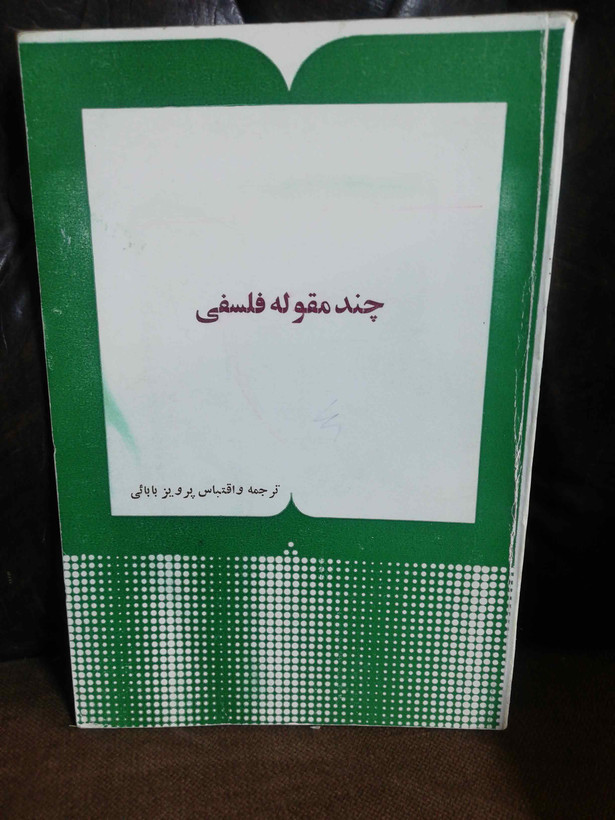 چند مقوله فلسفی
ترجمه و اقتباس پرویز بابائی